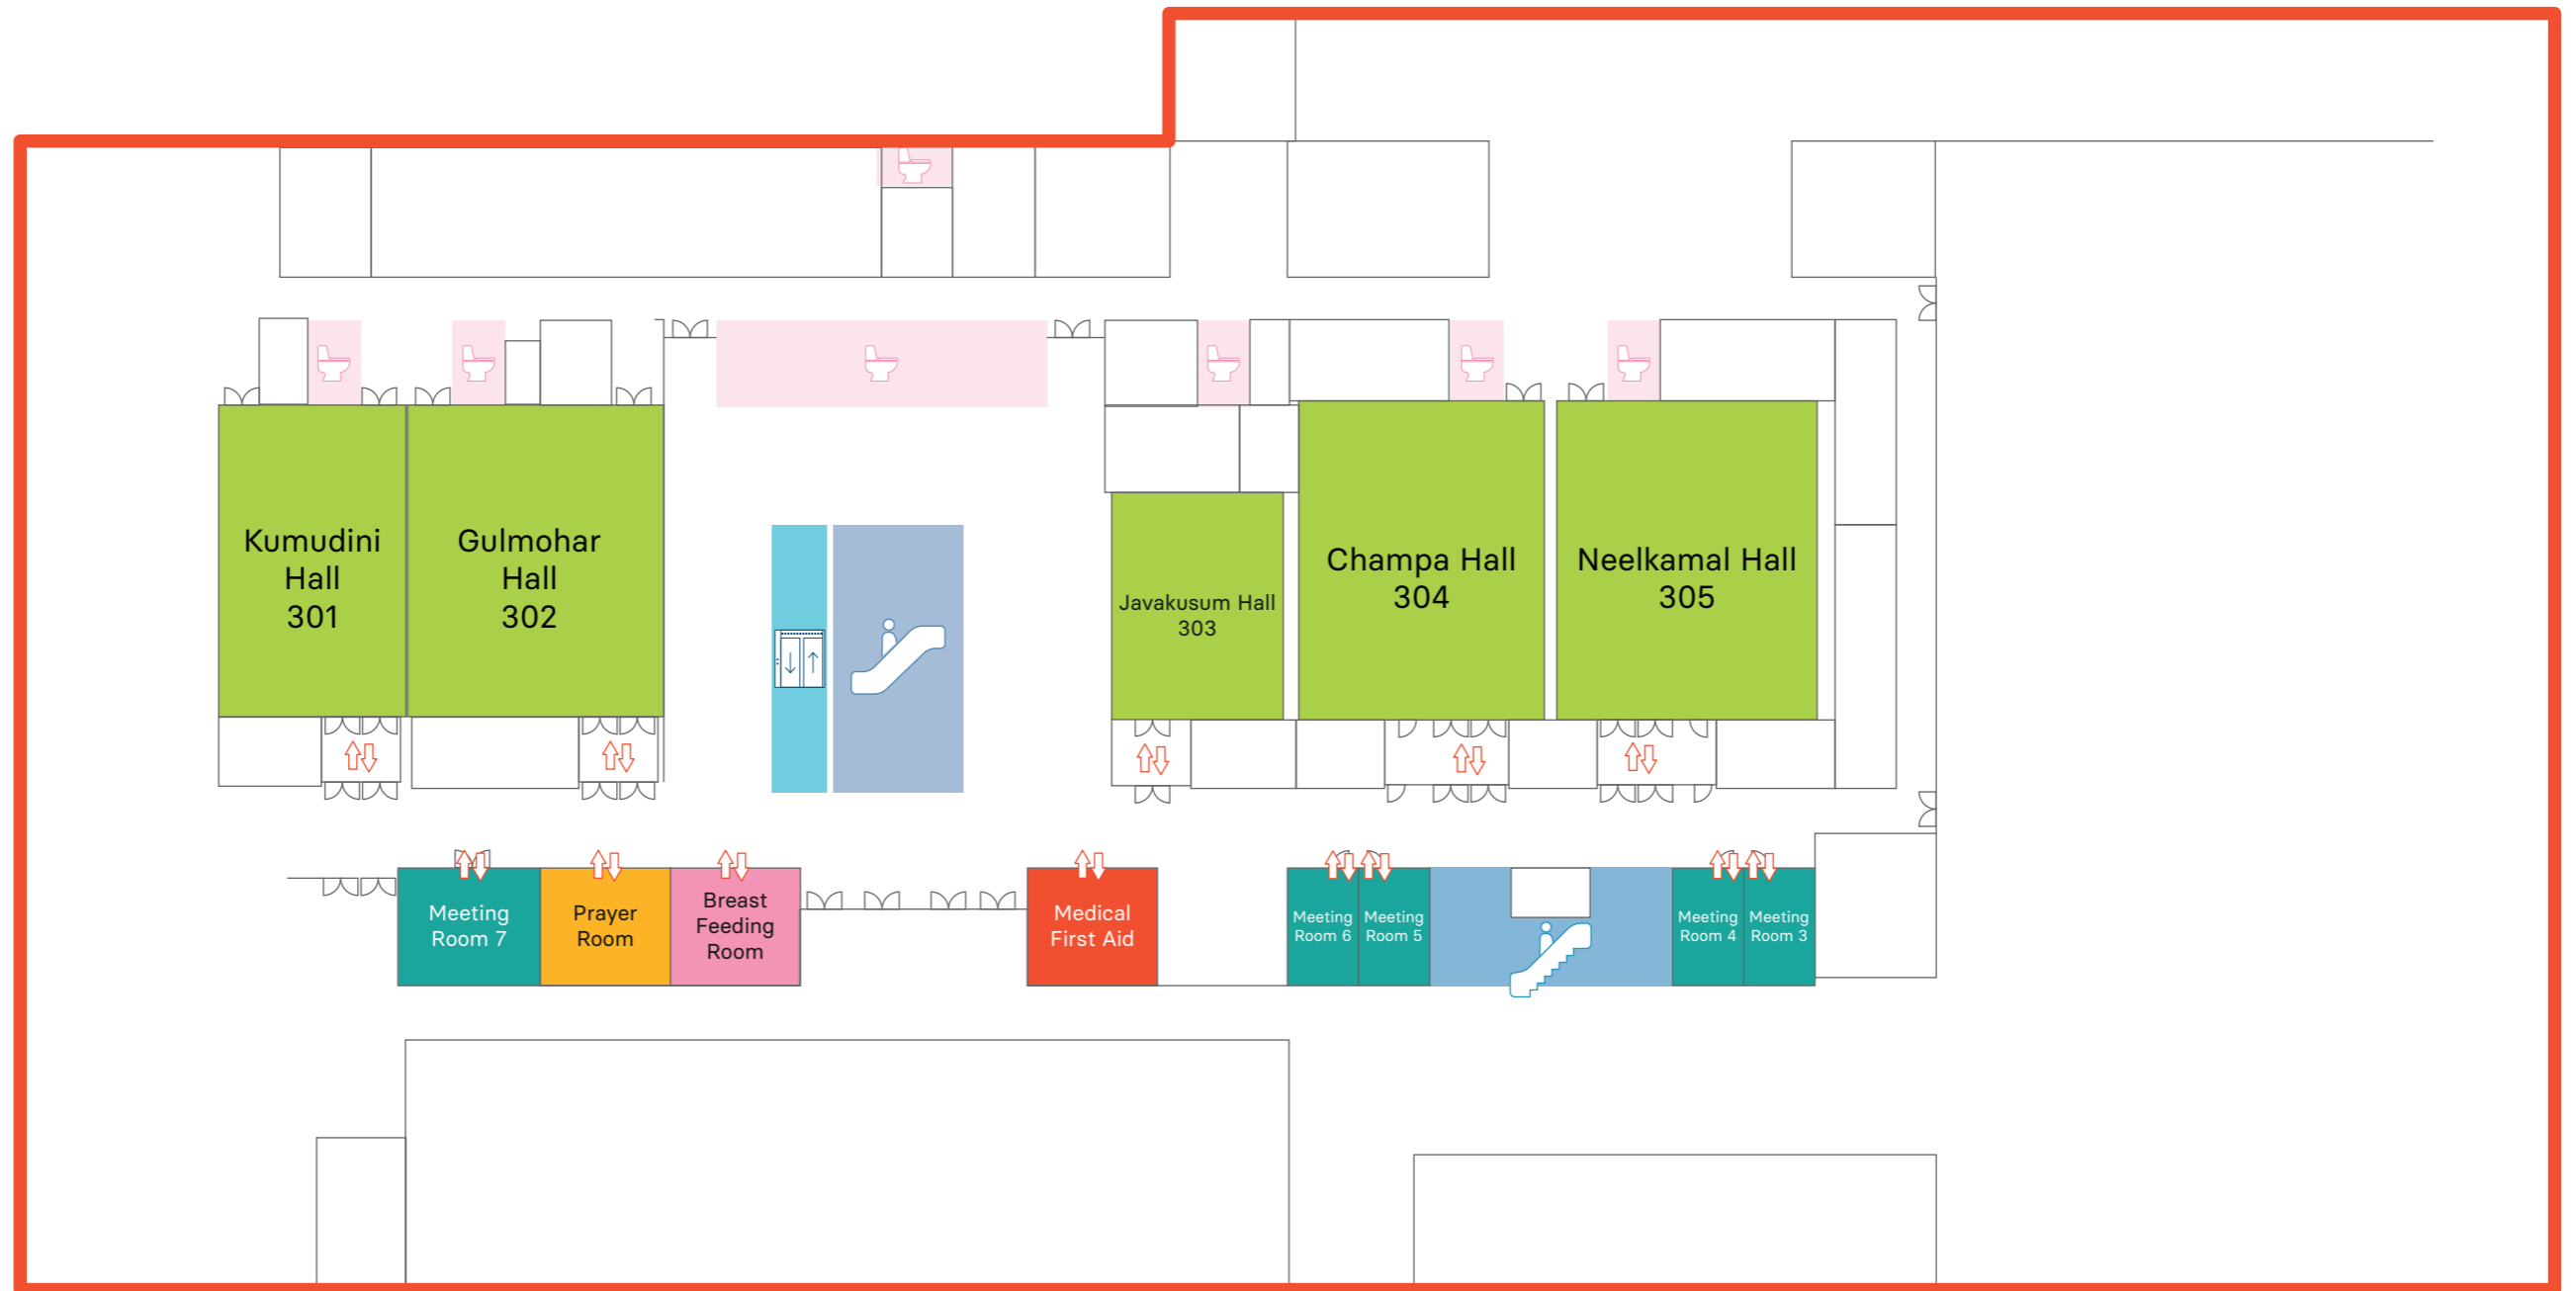 Kumudini
Hall
301
Gulmohar
Hall
302
Javakusum Hall
303
Champa Hall
304
Neelkamal Hall
305
Meeting
Room 7
Prayer
Room
Breast
Feeding
Room
Medical
First Aid
Meeting
Room 6
Meeting
Room 5
Meeting
Room 4
Meeting
Room 3